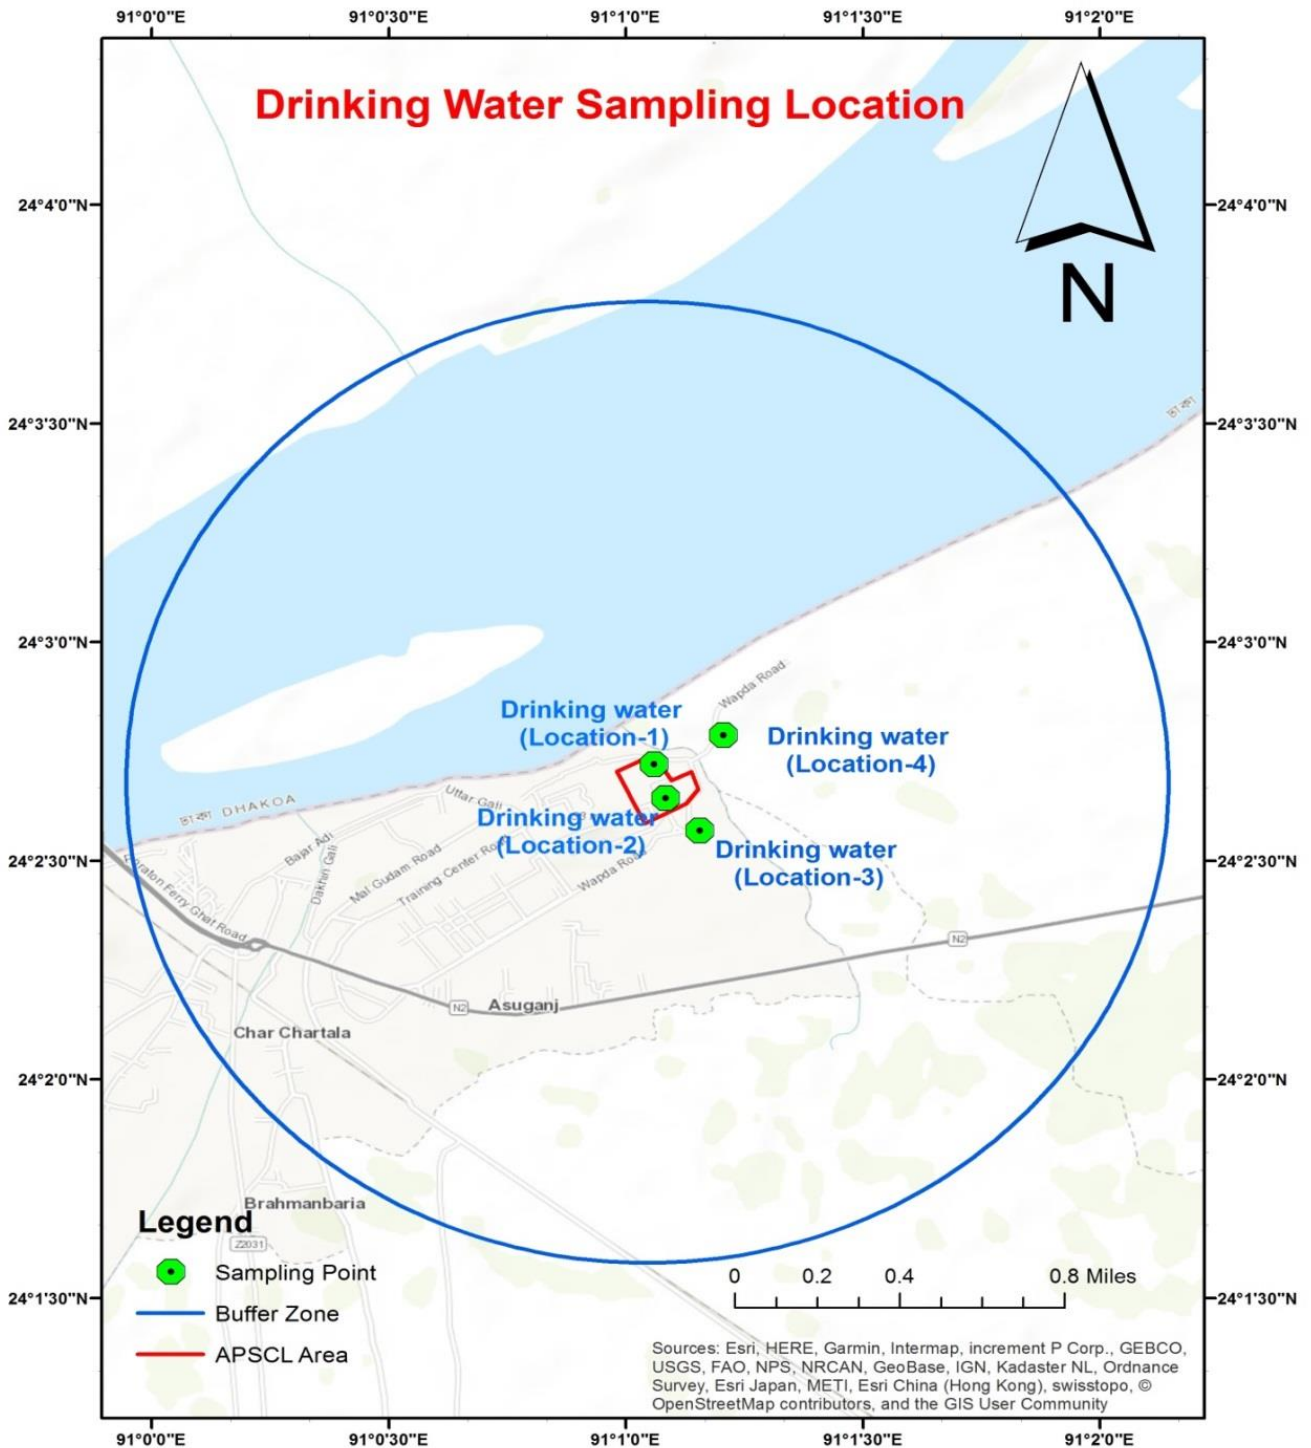 91°0'0"E 91°0'30"E 91°1'0"E 91°1'30"E 91°2'0"E
Drinking Water Sampling Location
N
24°4'0"N 24°4'0"N
24°3'30"N 24°3'30"N
24°3'0"N 24°3'0"N
Wapda Road
Drinking water
(Location-1)
Drinking water
(Location-4)
DHAKOA
Uttar Gali
Drinking water
(Location-2)
Drinking water
(Location-3)
Bajar Adi
Dakhin Gali
Mal Gudam Road
Training Center
Wapda Road
24°2'30"N 24°2'30"N
Ferry Ghat Road
N2
N2
Asuganj
Char Chartala
24°2'0"N 24°2'0"N
Brahmanbaria
Z2031
Legend
Sampling Point
Buffer Zone
APSCL Area
0 0.2 0.4 0.8 Miles
24°1'30"N 24°1'30"N
Sources: Esri, HERE, Garmin, Intermap, increment P Corp., GEBCO,
USGS, FAO, NPS, NRCAN, GeoBase, IGN, Kadaster NL, Ordnance
Survey, Esri Japan, METI, Esri China (Hong Kong), swisstopo, ©
OpenStreetMap contributors, and the GIS User Community
91°0'0"E 91°0'30"E 91°1'0"E 91°1'30"E 91°2'0"E